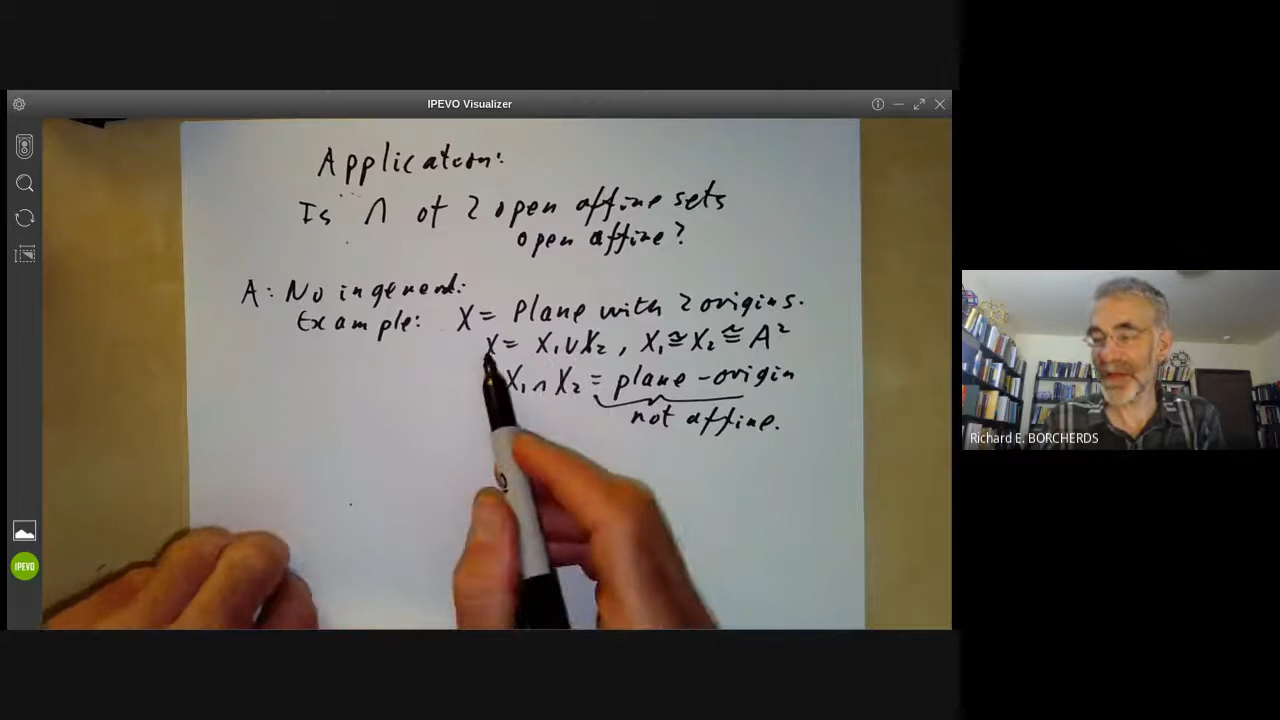 IPEVO Visualizer
Application:
Is ∩ of 2 open affine sets
open affine?
A: No in general:
Example: X = Plane with 2 origins.
X = X₁∪X₂, X₁≅X₂≅A²
X₁∩X₂ = plane - origin
not affine.
Richard E. BORCHERDS
IPEVO